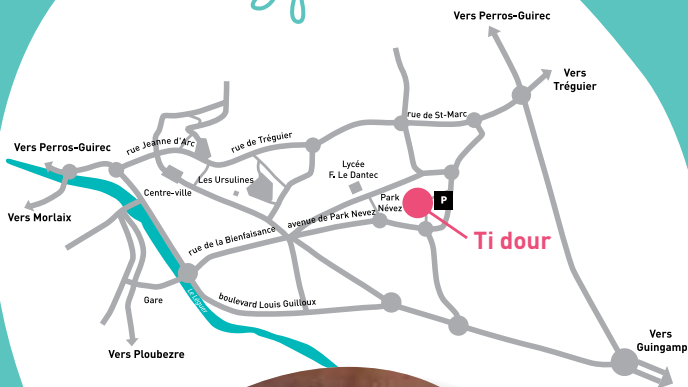 Vers Perros-Guirec
Vers
Tréguier
rue de St-Marc
rue Jeanne d'Arc
rue de Tréguier
Vers Perros-Guirec
Lycée
F. Le Dantec
Les Ursulines
Centre-ville
Park
Névez
P
Vers Morlaix
avenue de Park Nevez
rue de la Bienfaisance
Ti dour
Le Léguer
Gare
boulevard Louis Guilloux
Vers
Guingamp
Vers Ploubezre